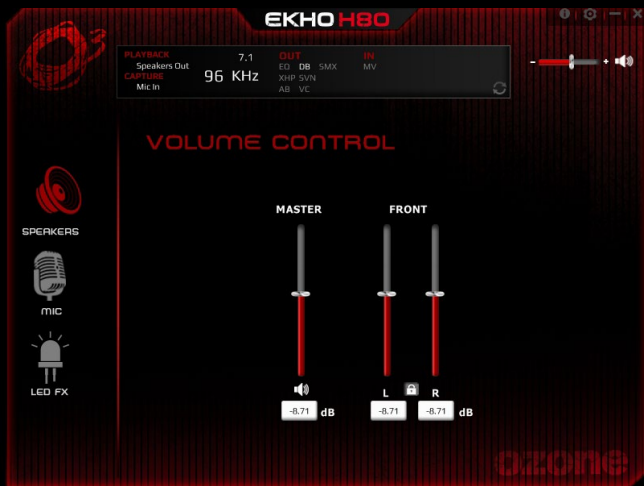 EKHO H80
PLAYBACK
Speakers Out
CAPTURE
Mic In
7.1
96 KHz
OUT
EQ DB SMX
XHP SVN
AB VC
IN
MV
- +
VOLUME CONTROL
SPEAKERS
MIC
LED FX
MASTER
FRONT
L R
-8.71 dB
-8.71 -8.71 dB
ozone